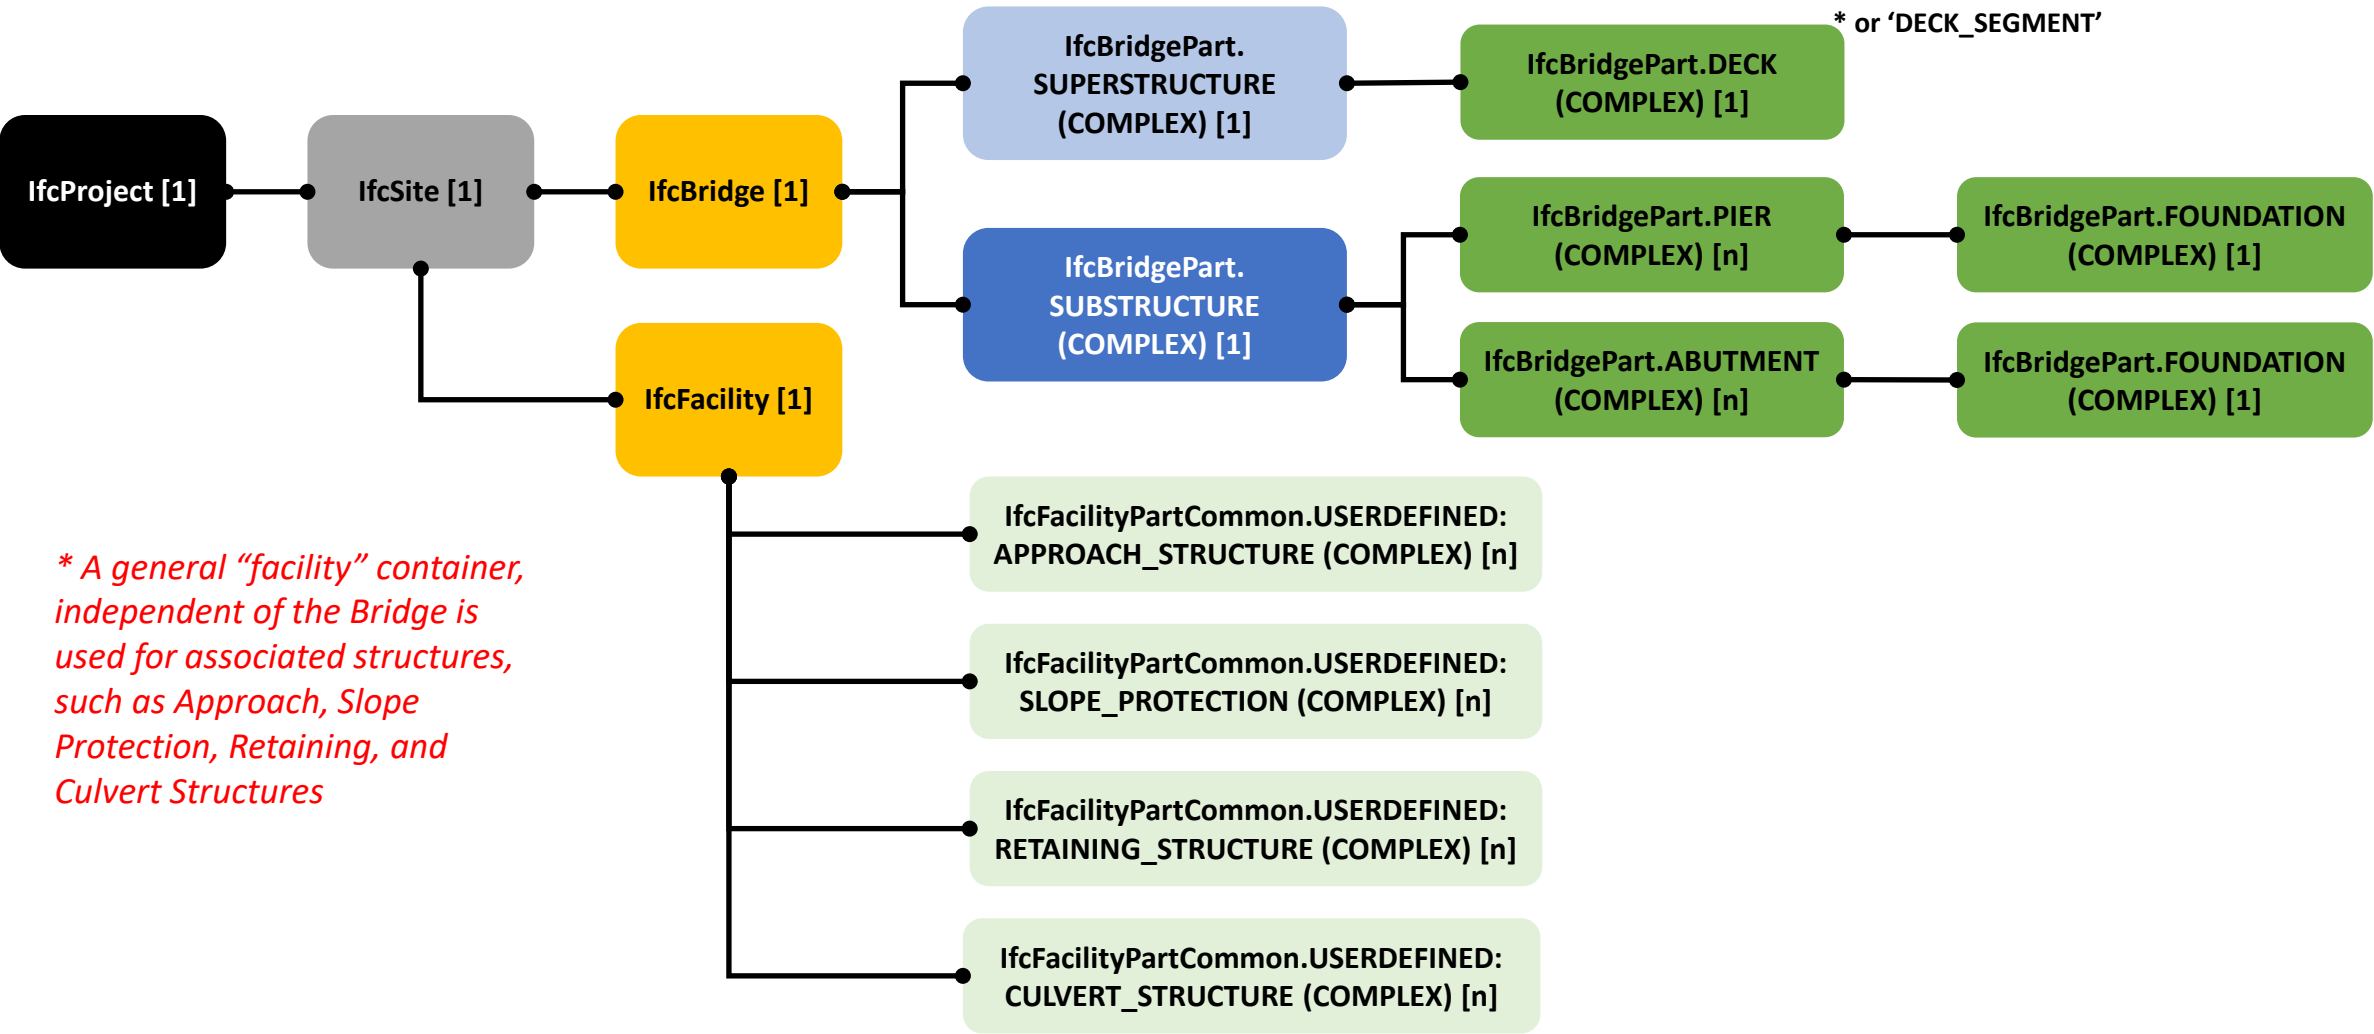 * or ‘DECK_SEGMENT’
IfcBridgePart.
SUPERSTRUCTURE
(COMPLEX) [1]
IfcBridgePart.DECK
(COMPLEX) [1]
IfcProject [1]
IfcSite [1]
IfcBridge [1]
IfcBridgePart.
SUBSTRUCTURE
(COMPLEX) [1]
IfcBridgePart.PIER
(COMPLEX) [n]
IfcBridgePart.FOUNDATION
(COMPLEX) [1]
IfcBridgePart.ABUTMENT
(COMPLEX) [n]
IfcBridgePart.FOUNDATION
(COMPLEX) [1]
IfcFacility [1]
IfcFacilityPartCommon.USERDEFINED:
APPROACH_STRUCTURE (COMPLEX) [n]
IfcFacilityPartCommon.USERDEFINED:
SLOPE_PROTECTION (COMPLEX) [n]
IfcFacilityPartCommon.USERDEFINED:
RETAINING_STRUCTURE (COMPLEX) [n]
IfcFacilityPartCommon.USERDEFINED:
CULVERT_STRUCTURE (COMPLEX) [n]
* A general “facility” container,
independent of the Bridge is
used for associated structures,
such as Approach, Slope
Protection, Retaining, and
Culvert Structures